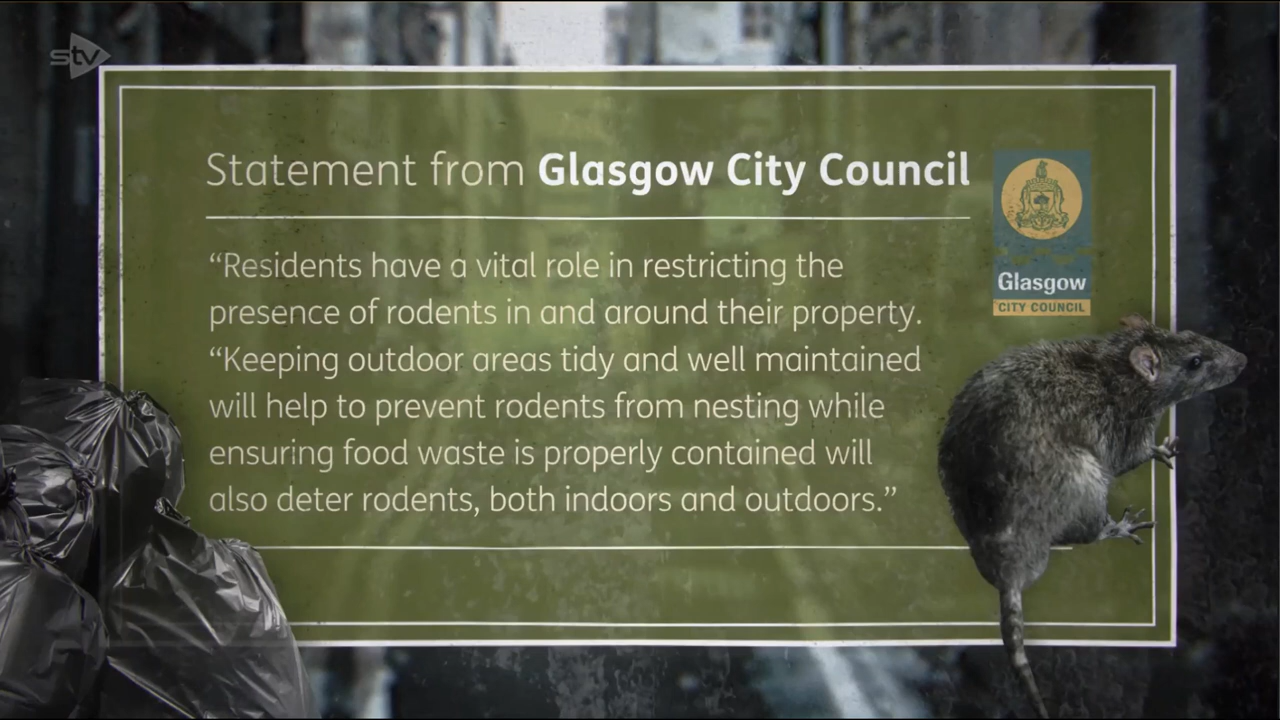 stv
Statement from Glasgow City Council
“Residents have a vital role in restricting the
presence of rodents in and around their property.
“Keeping outdoor areas tidy and well maintained
will help to prevent rodents from nesting while
ensuring food waste is properly contained will
also deter rodents, both indoors and outdoors.”
Glasgow
CITY COUNCIL